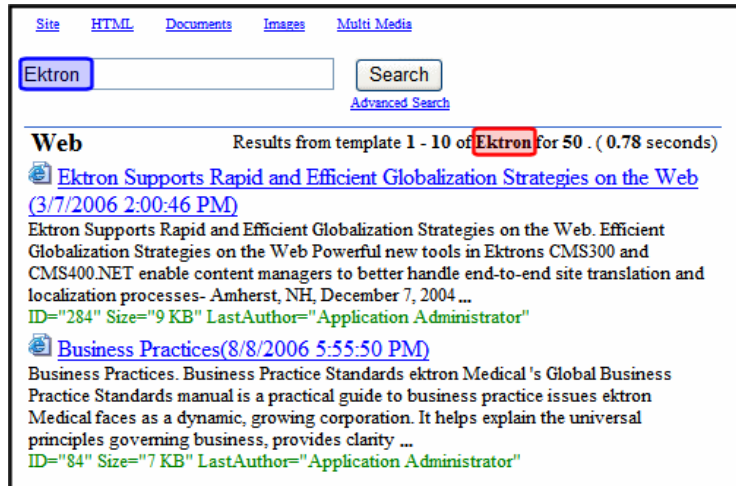 Site HTML Documents Images Multi Media
Ektron Search
Advanced Search
Web Results from template 1 - 10 of Ektron for 50 . ( 0.78 seconds)
Ektron Supports Rapid and Efficient Globalization Strategies on the Web
(3/7/2006 2:00:46 PM)
Ektron Supports Rapid and Efficient Globalization Strategies on the Web. Efficient
Globalization Strategies on the Web Powerful new tools in Ektrons CMS300 and
CMS400.NET enable content managers to better handle end-to-end site translation and
localization processes- Amherst, NH, December 7, 2004 ...
ID="284" Size="9 KB" LastAuthor="Application Administrator"
Business Practices(8/8/2006 5:55:50 PM)
Business Practices. Business Practice Standards ektron Medical 's Global Business
Practice Standards manual is a practical guide to business practice issues ektron
Medical faces as a dynamic, growing corporation. It helps explain the universal
principles governing business, provides clarity ...
ID="84" Size="7 KB" LastAuthor="Application Administrator"